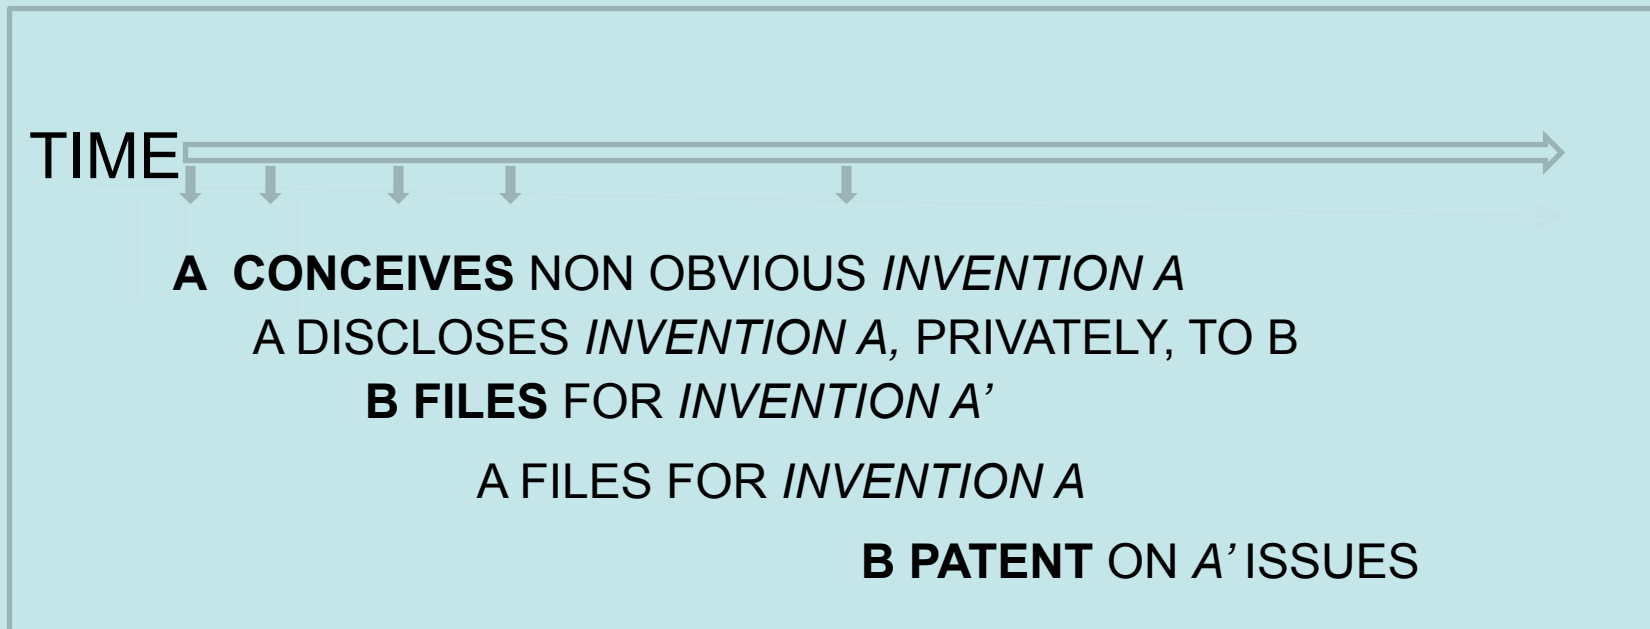 TIME
A CONCEIVES NON OBVIOUS INVENTION A
A DISCLOSES INVENTION A, PRIVATELY, TO B
B FILES FOR INVENTION A’
A FILES FOR INVENTION A
B PATENT ON A’ ISSUES